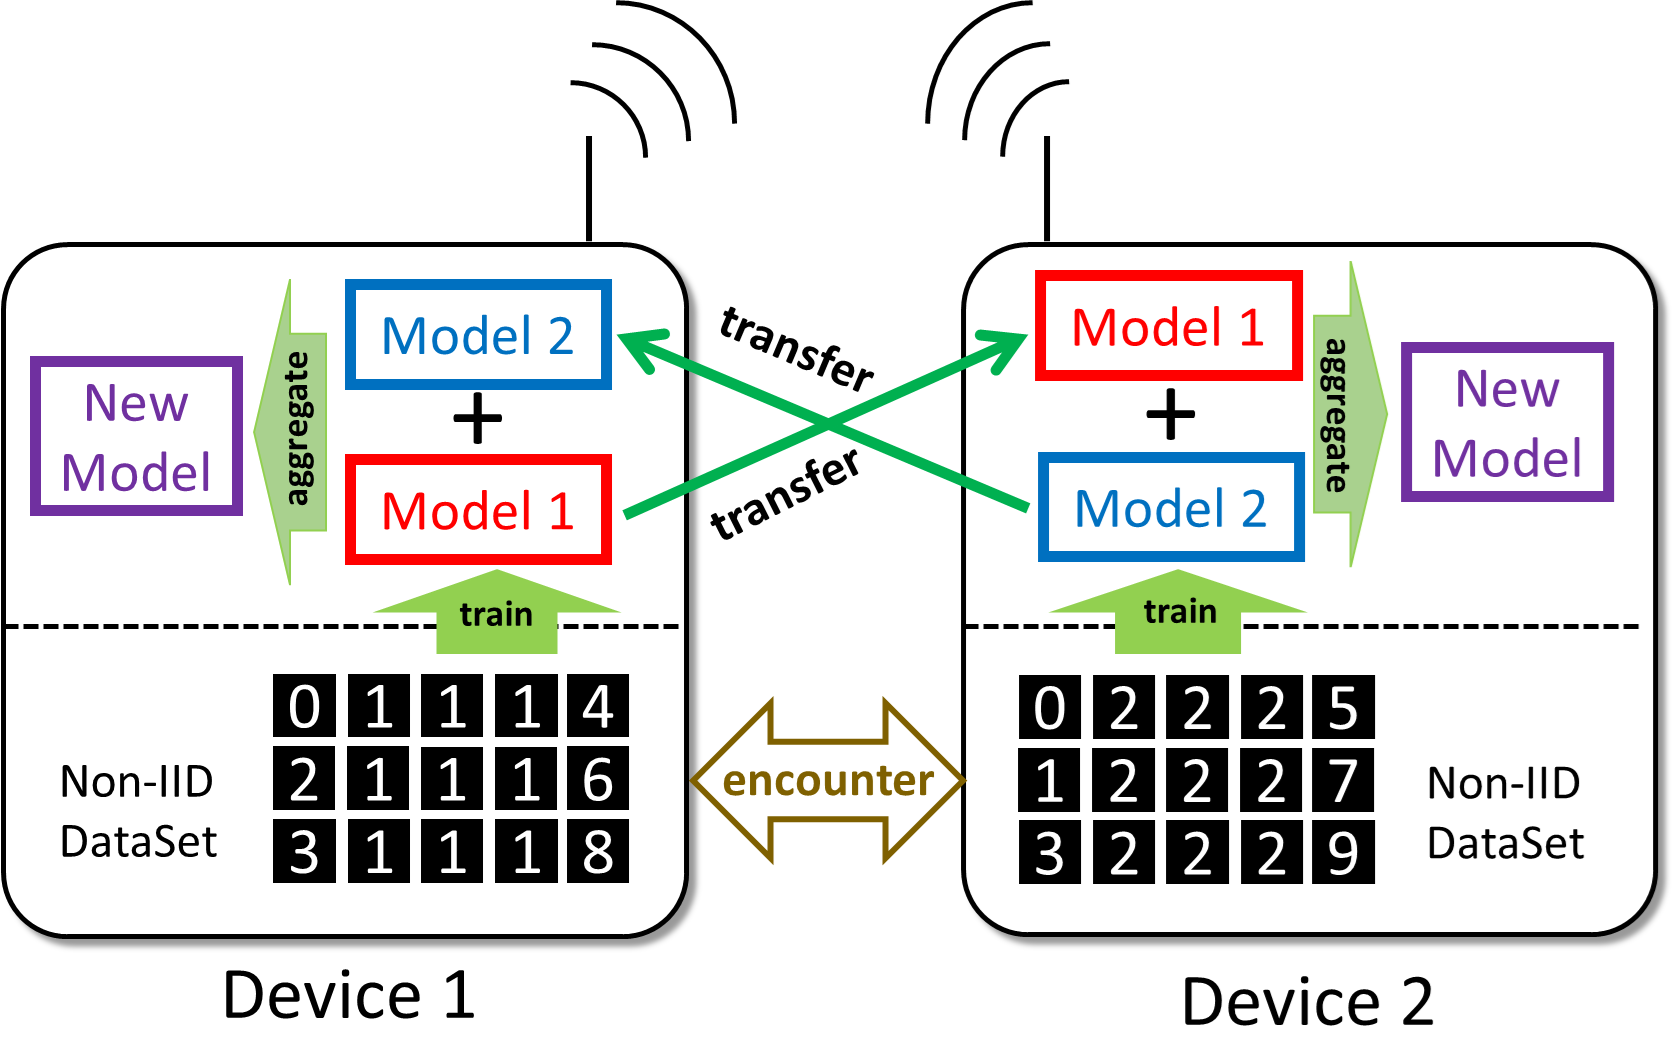 Model 2
+
Model 1
New
Model
aggregate
train
transfer
transfer
Model 1
+
Model 2
aggregate
New
Model
train
0 1 1 1 4
2 1 1 1 6
3 1 1 1 8
Non-IID
DataSet
encounter
0 2 2 2 5
1 2 2 2 7
3 2 2 2 9
Non-IID
DataSet
Device 1
Device 2